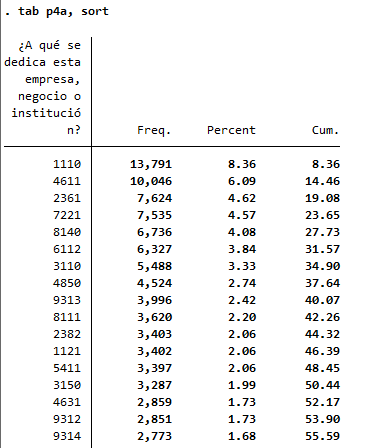 . tab p4a, sort
¿A qué se
dedica esta
empresa,
negocio o
institució
n? Freq. Percent Cum.
1110 13,791 8.36 8.36
4611 10,046 6.09 14.46
2361 7,624 4.62 19.08
7221 7,535 4.57 23.65
8140 6,736 4.08 27.73
6112 6,327 3.84 31.57
3110 5,488 3.33 34.90
4850 4,524 2.74 37.64
9313 3,996 2.42 40.07
8111 3,620 2.20 42.26
2382 3,403 2.06 44.32
1121 3,402 2.06 46.39
5411 3,397 2.06 48.45
3150 3,287 1.99 50.44
4631 2,859 1.73 52.17
9312 2,851 1.73 53.90
9314 2,773 1.68 55.59